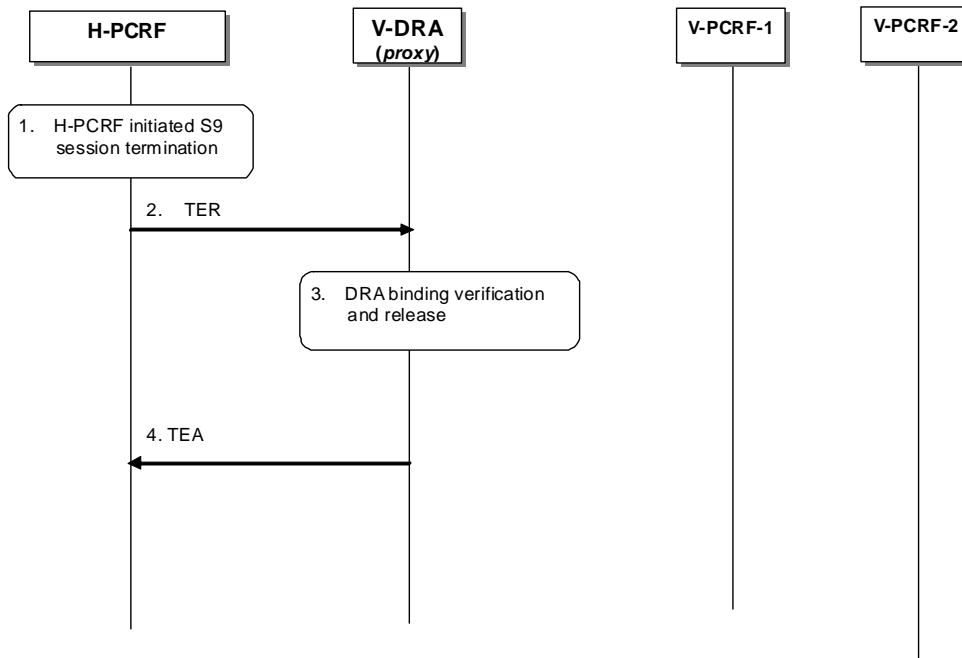 H-PCRF
V-DRA
(proxy)
V-PCRF-1
V-PCRF-2
1. H-PCRF initiated S9
session termination
2. TER
3. DRA binding verification
and release
4. TEA